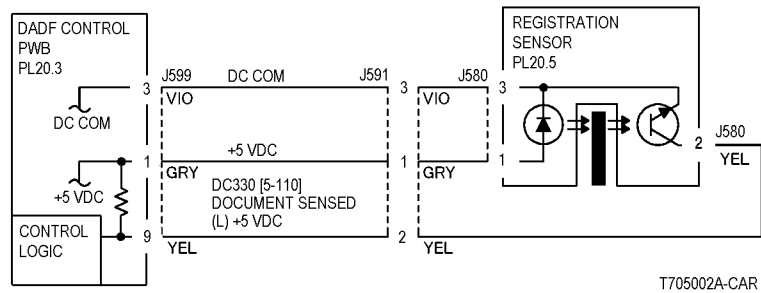 DADF CONTROL
PWB
PL20.3
DC COM
+5 VDC
CONTROL
LOGIC
3 J599 DC COM J591 3 J580 3
VIO VIO
+5 VDC
1 1 1
GRY GRY
DC330 [5-110]
DOCUMENT SENSED
(L) +5 VDC
9 2
YEL YEL
REGISTRATION
SENSOR
PL20.5
2 J580
YEL
T705002A-CAR